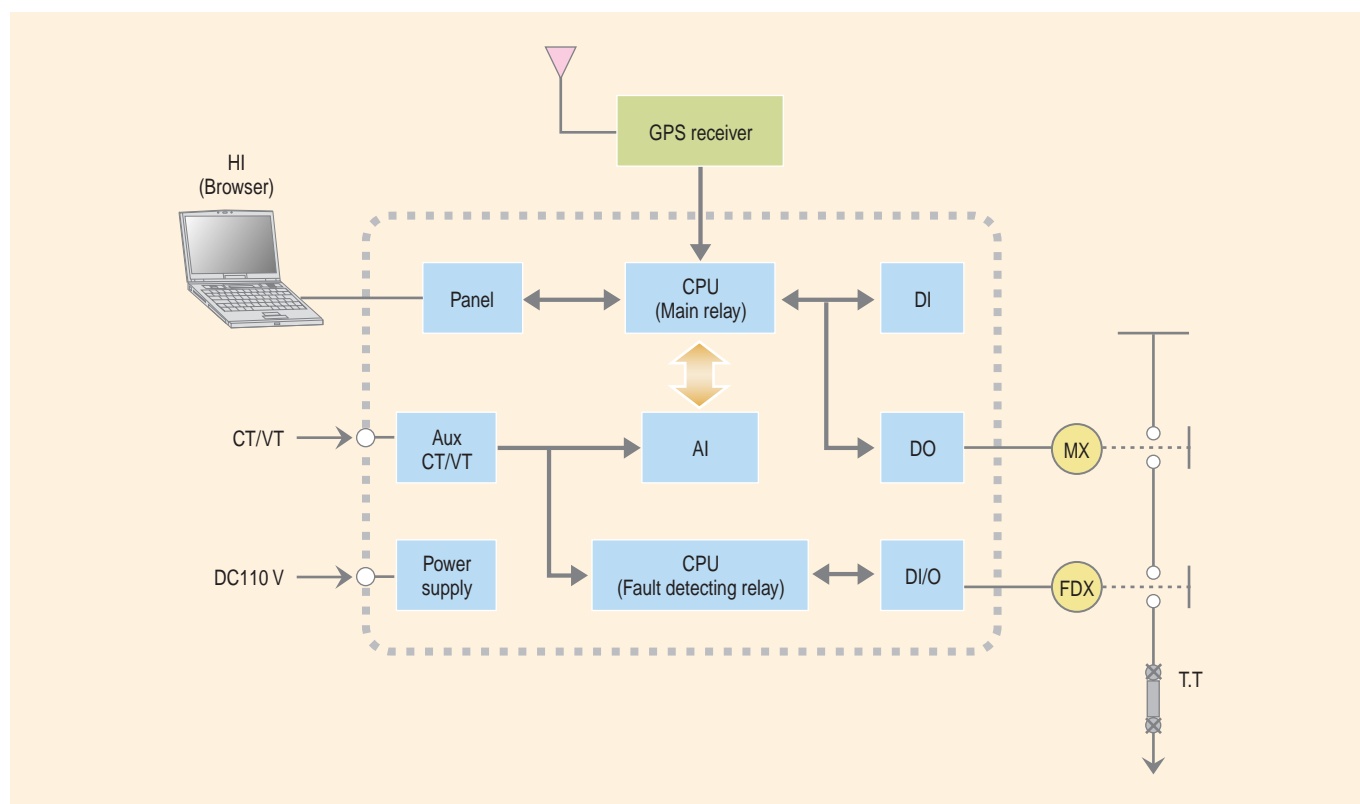 GPS receiver
HI
(Browser)
Panel
CPU
(Main relay)
DI
CT/VT
Aux
CT/VT
AI
DO
MX
DC110 V
Power
supply
CPU
(Fault detecting relay)
DI/O
FDX
T.T